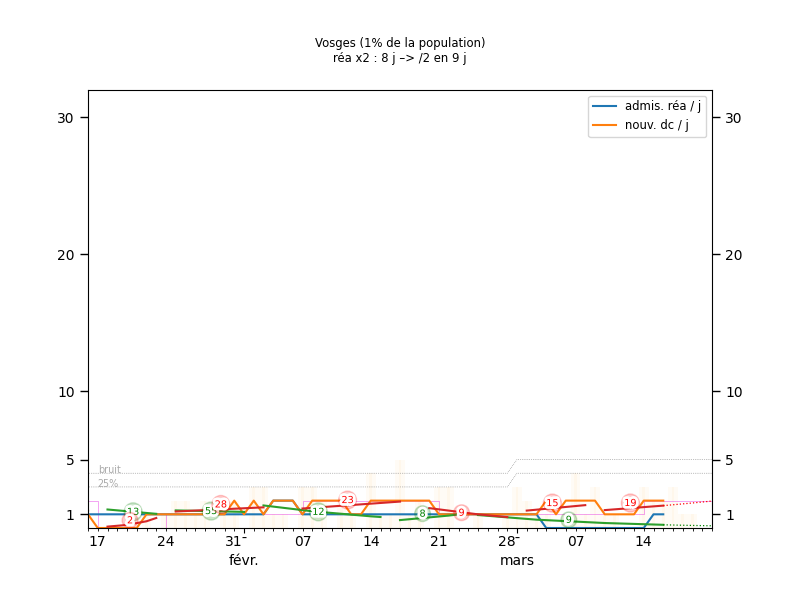 Vosges (1% de la population)
réa x2 : 8 j –> /2 en 9 j
admis. réa / j
nouv. dc / j
30 30
20 20
10 10
5 5
bruit
25%
1 1
13 2 55 28 12 23 8 9 15 9 19
17 24 31 07 14 21 28 07 14
févr. mars